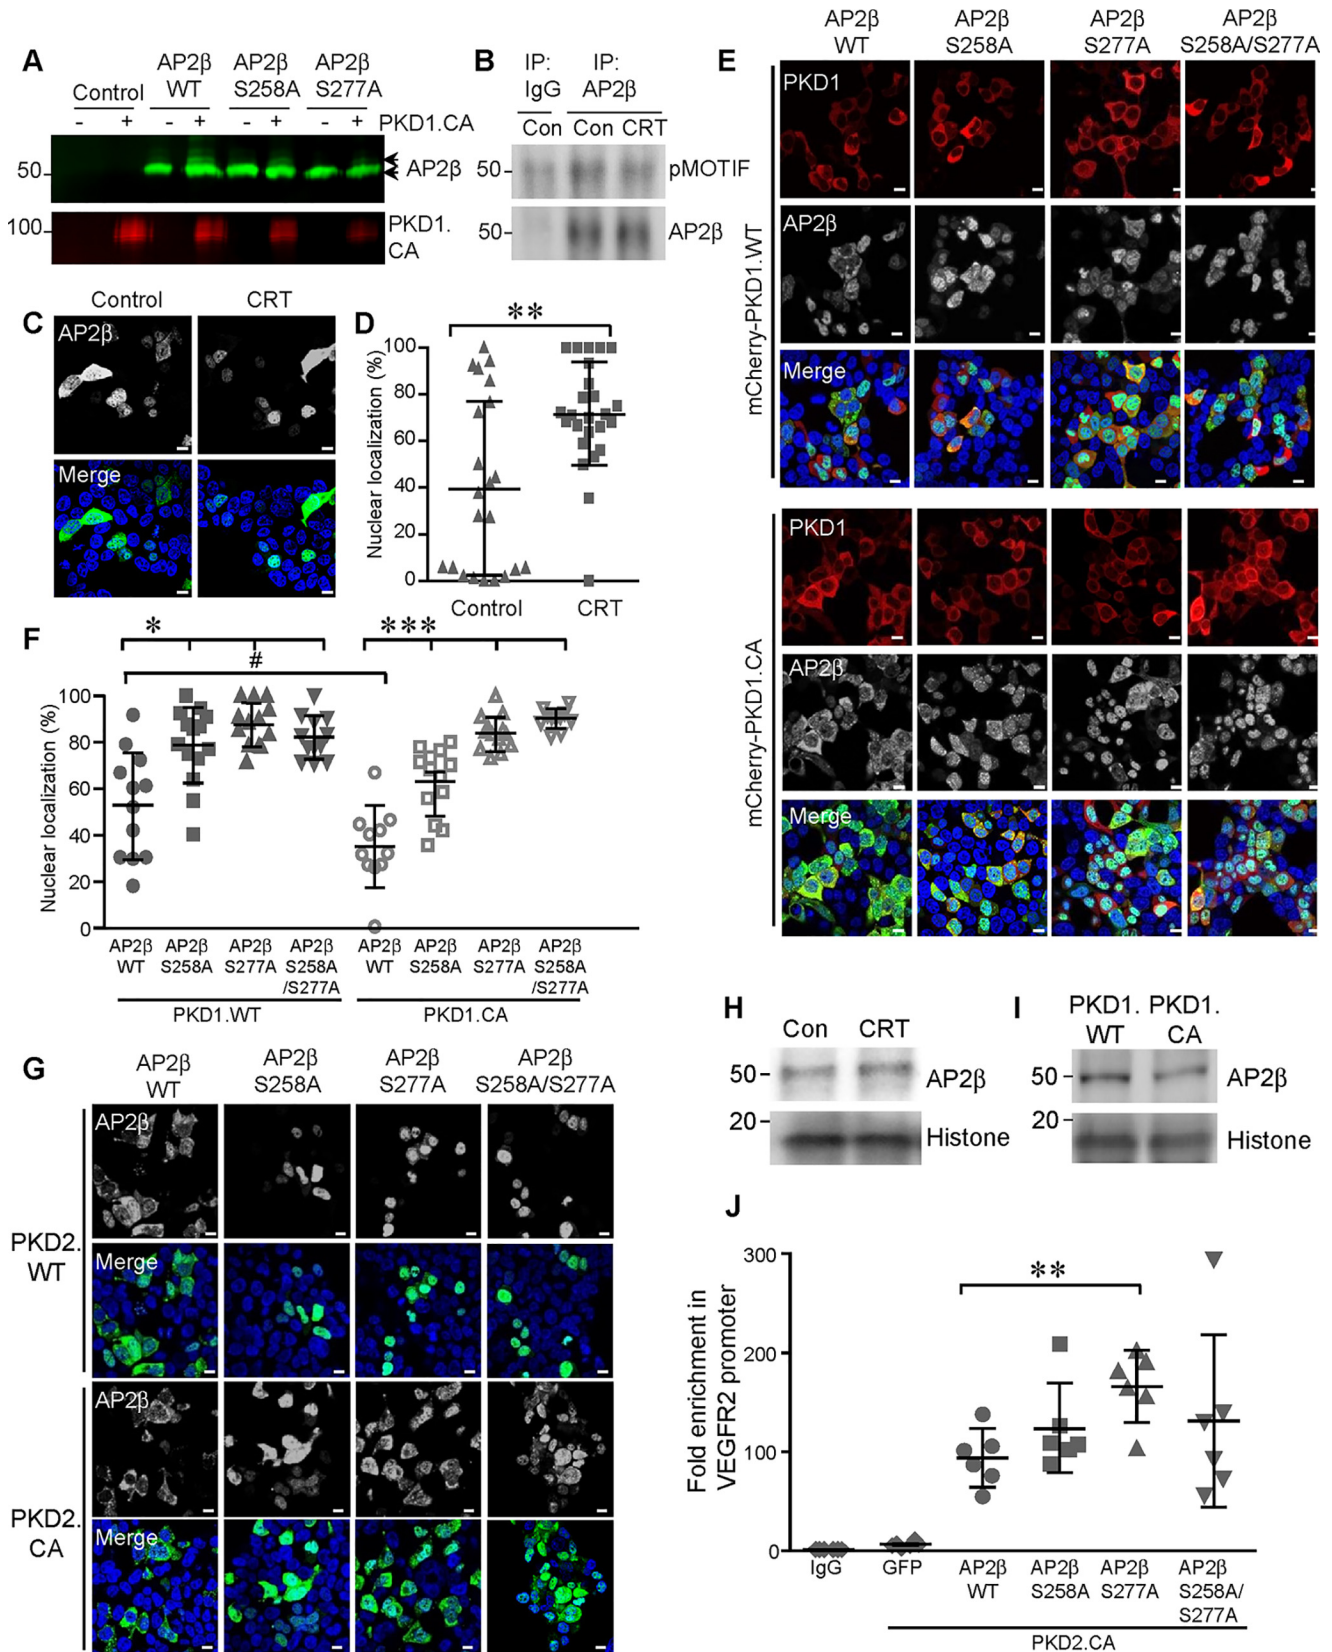 A
Control
AP2β
WT
AP2β
S258A
AP2β
S277A
- + - + - + - + PKD1.CA
50
AP2β
100
PKD1.
CA
B
IP:
IgG
IP:
AP2β
Con Con CRT
50
pMOTIF
50
AP2β
C
Control CRT
AP2β
Merge
D
**
Nuclear localization (%)
100
80
60
40
20
0
Control CRT
E
AP2β
WT
AP2β
S258A
AP2β
S277A
AP2β
S258A/S277A
mCherry-PKD1.WT
PKD1
AP2β
Merge
mCherry-PKD1.CA
PKD1
AP2β
Merge
F
* ***
#
Nuclear localization (%)
100
80
60
40
20
0
AP2β
WT
AP2β
S258A
AP2β
S277A
AP2β
S258A
/S277A
AP2β
WT
AP2β
S258A
AP2β
S277A
AP2β
S258A
/S277A
PKD1.WT PKD1.CA
G
AP2β
WT
AP2β
S258A
AP2β
S277A
AP2β
S258A/S277A
PKD2.
WT
AP2β
Merge
PKD2.
CA
AP2β
Merge
H
Con CRT
50
AP2β
20
Histone
I
PKD1.
WT
PKD1.
CA
50
AP2β
20
Histone
J
**
Fold enrichment in
VEGFR2 promoter
300
200
100
0
IgG GFP
AP2β
WT
AP2β
S258A
AP2β
S277A
AP2β
S258A/
S277A
PKD2.CA